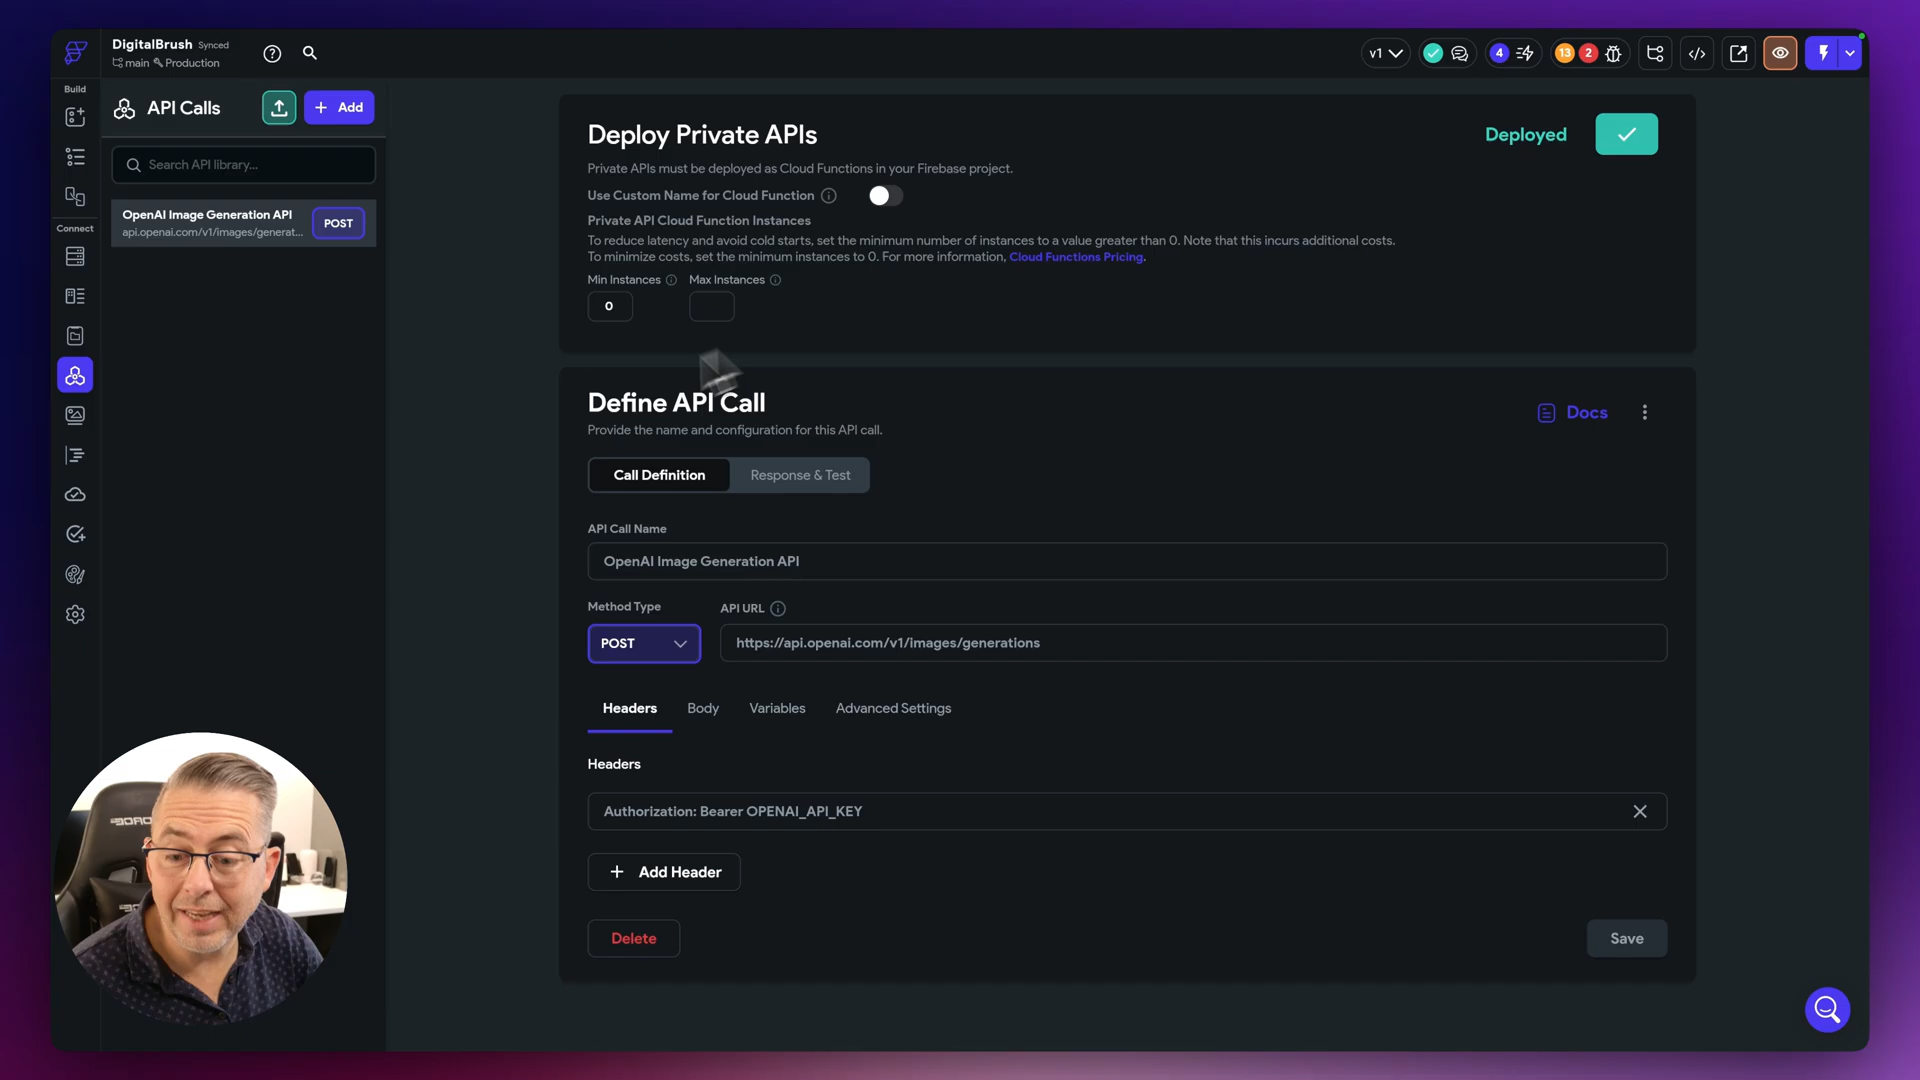 DigitalBrush Synced
main Production
v1
4
13
2
Build
API Calls
Add
Search API library...
Connect
OpenAI Image Generation API
api.openai.com/v1/images/generat...
POST
Deploy Private APIs
Deployed
Private APIs must be deployed as Cloud Functions in your Firebase project.
Use Custom Name for Cloud Function
Private API Cloud Function Instances
To reduce latency and avoid cold starts, set the minimum number of instances to a value greater than 0. Note that this incurs additional costs.
To minimize costs, set the minimum instances to 0. For more information, Cloud Functions Pricing.
Min Instances
Max Instances
0
Define API Call
Docs
Provide the name and configuration for this API call.
Call Definition
Response & Test
API Call Name
OpenAI Image Generation API
Method Type
API URL
POST
https://api.openai.com/v1/images/generations
Headers
Body
Variables
Advanced Settings
Headers
Authorization: Bearer OPENAI_API_KEY
Add Header
Delete
Save